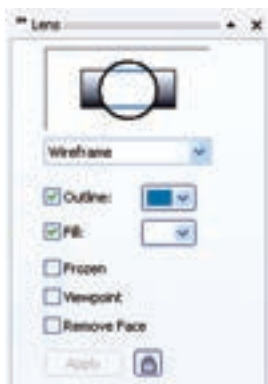 Lens
Wireframe
Outline:
Fill:
Frozen
Viewpoint
Remove Face
Apply